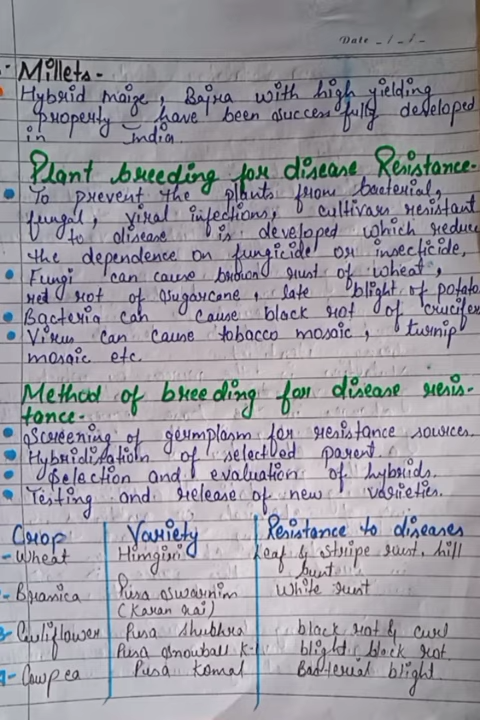 Date _/_/_
Millets-
Hybrid maize, Bajra with high yielding
property have been successfully developed
in India
Plant breeding for disease Resistance-
To prevent the plants from bacterial,
fungal, viral infections, cultivars resistant
to disease is developed which reduce
the dependence on fungicide or insecticide,
Fungi can cause brown rust of wheat,
red rot of sugarcane, late blight of potato
Bacteria can cause black rot of crucifer
Virus can cause tobacco mosaic, turnip
mosaic etc.
Method of breeding for disease resis-
tance-
Screening of germplasm for resistance sources.
Hybridisation of selected parent.
Selection and evaluation of hybrids.
Testing and release of new varieties.
Crop Variety Resistance to diseases
- Wheat Himgiri Leaf & stripe rust, hill
bunt
- Brassica Pusa swarnim White rust
(Karan rai)
3- Cauliflower Pusa Shubhra black rot & curl
Pusa snowball K-1 blight black rot
4- Cowpea Pusa Komal Bacterial blight